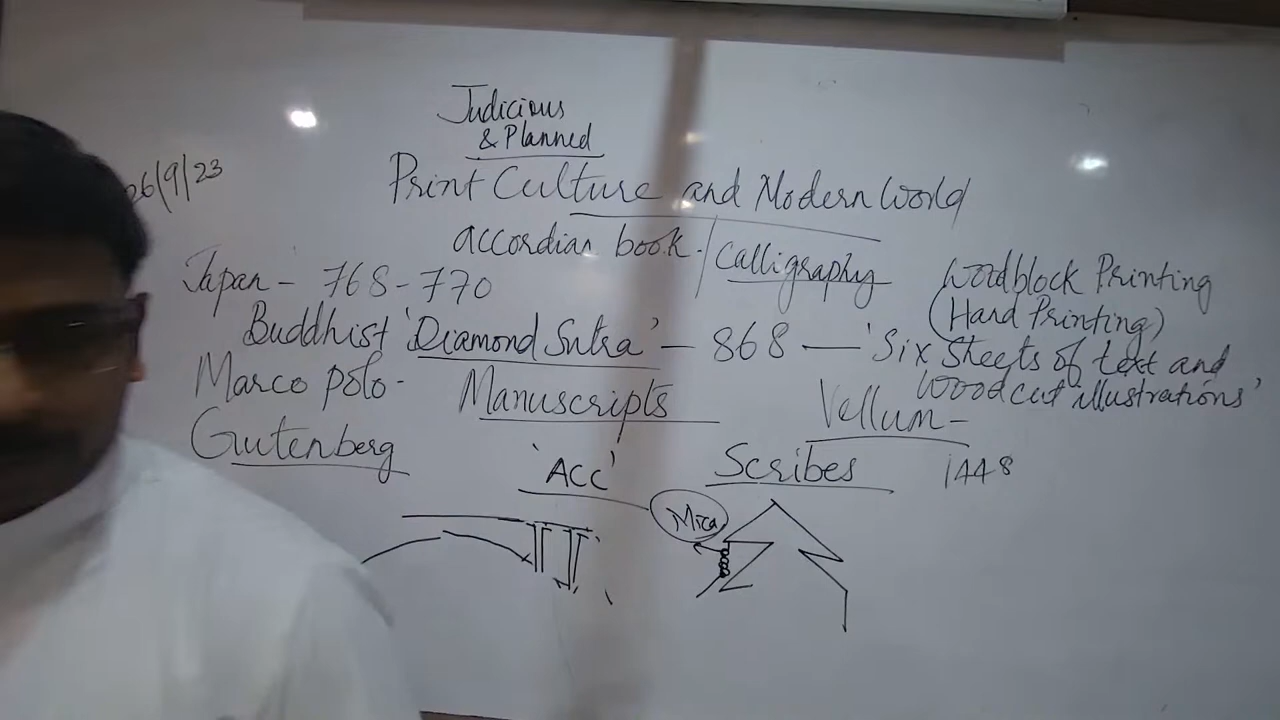 Judicious
& Planned
26/9/23
Print Culture and Modern World
accordian book / Calligraphy
Japan - 768-770
Woodblock Printing
(Hand Printing)
Buddhist 'Diamond Sutra' - 868 — 'Six Sheets of text and
woodcut illustrations'
Marco polo -
Manuscripts
Vellum -
Gutenberg
'ACC'
Scribes
1448
Mica